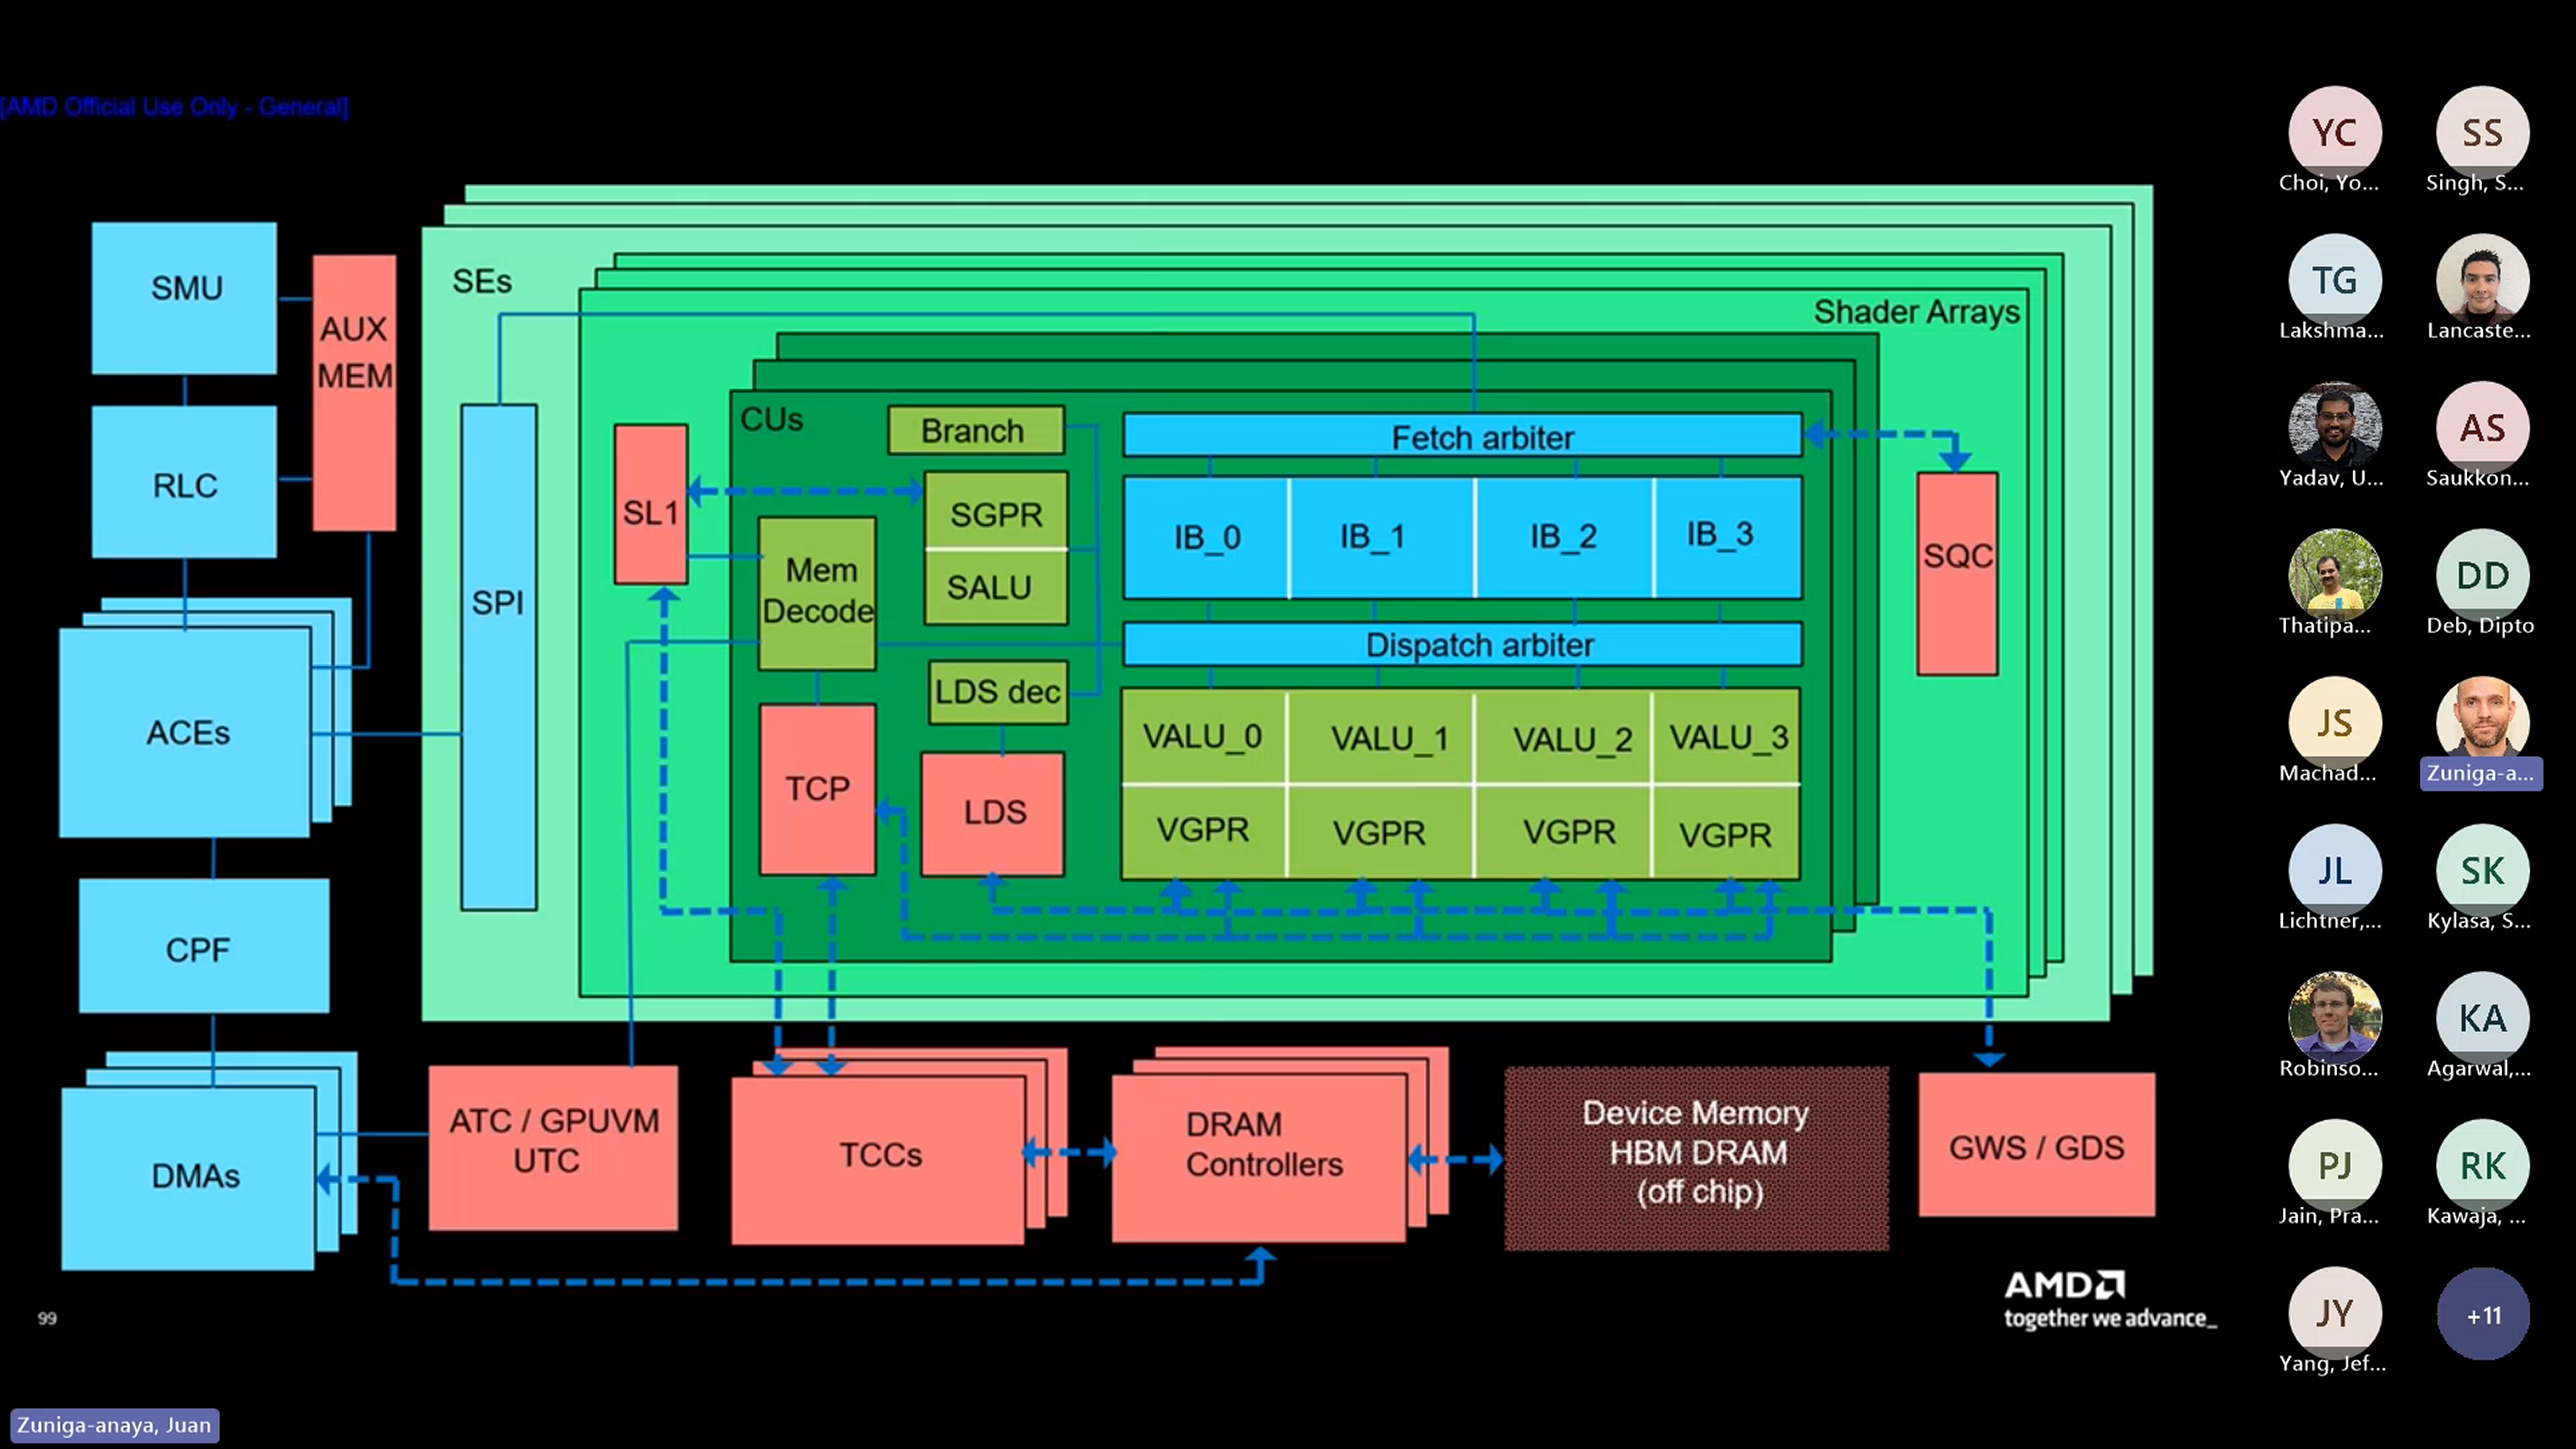 [AMD Official Use Only - General]
SMU
AUX
MEM
RLC
ACEs
CPF
DMAs
SEs
SPI
Shader Arrays
SL1
CUs
Branch
SGPR
SALU
Mem
Decode
LDS dec
TCP
LDS
Fetch arbiter
IB_0
IB_1
IB_2
IB_3
Dispatch arbiter
VALU_0
VALU_1
VALU_2
VALU_3
VGPR
VGPR
VGPR
VGPR
SQC
ATC / GPUVM
UTC
TCCs
DRAM
Controllers
Device Memory
HBM DRAM
(off chip)
GWS / GDS
99
AMD
together we advance_
Zuniga-anaya, Juan
YC
Choi, Yo...
SS
Singh, S...
TG
Lakshma...
Lancaste...
Yadav, U...
AS
Saukkon...
Thatipa...
DD
Deb, Dipto
JS
Machad...
Zuniga-a...
JL
Lichtner,...
SK
Kylasa, S...
Robinso...
KA
Agarwal,...
PJ
Jain, Pra...
RK
Kawaja, ...
JY
Yang, Jef...
+11